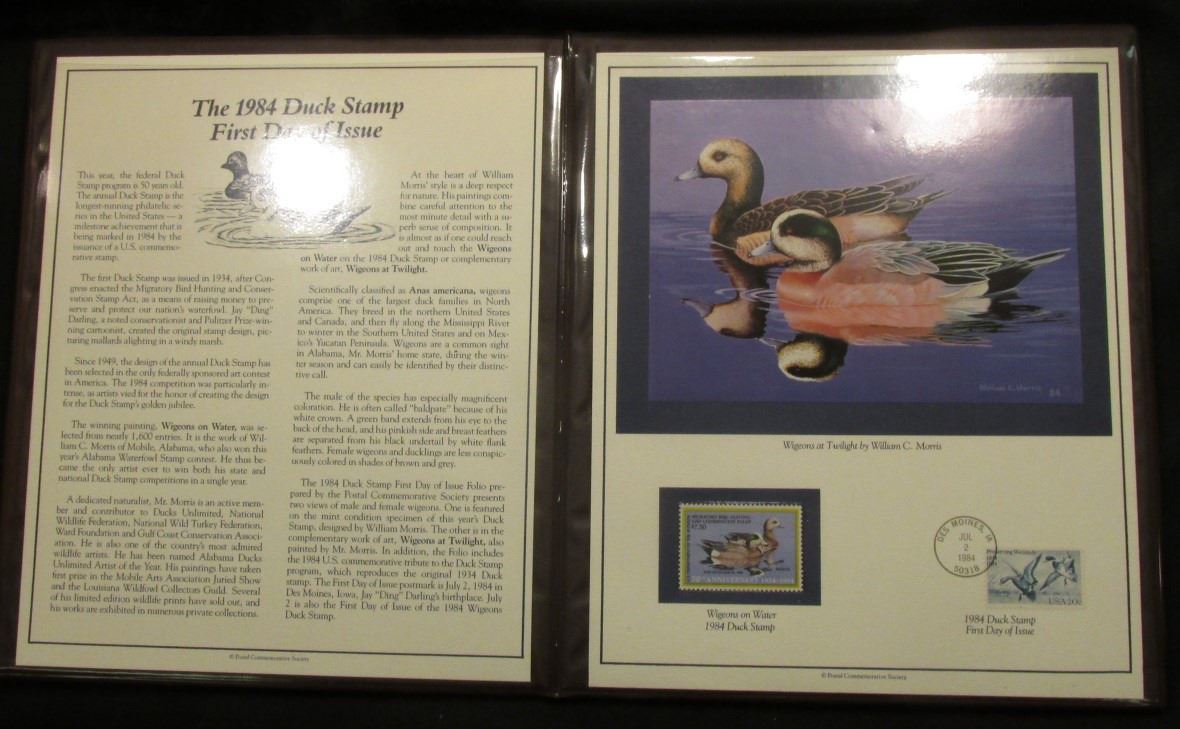 The 1984 Duck Stamp
First Day of Issue
This year, the federal Duck
Stamp program is 50 years old.
The annual Duck Stamp is the
longest-running philatelic se-
ries in the United States — a
milestone achievement that is
being marked in 1984 by the
issuance of a U.S. commemo-
rative stamp.
The first Duck Stamp was issued in 1934, after Con-
gress enacted the Migratory Bird Hunting and Conser-
vation Stamp Act, as a means of raising money to pre-
serve and protect our nation's waterfowl. Jay "Ding"
Darling, a noted conservationist and Pulitzer Prize-win-
ning cartoonist, created the original stamp design, pic-
turing mallards alighting in a windy marsh.
Since 1949, the design of the annual Duck Stamp has
been selected in the only federally sponsored art contest
in America. The 1984 competition was particularly in-
tense, as artists vied for the honor of creating the design
for the Duck Stamp's golden jubilee.
The winning painting, Wigeons on Water, was se-
lected from nearly 1,600 entries. It is the work of Wil-
liam C. Morris of Mobile, Alabama, who also won this
year's Alabama Waterfowl Stamp contest. He thus be-
came the only artist ever to win both his state and
national Duck Stamp competitions in a single year.
A dedicated naturalist, Mr. Morris is an active mem-
ber and contributor to Ducks Unlimited, National
Wildlife Federation, National Wild Turkey Federation,
Ward Foundation and Gulf Coast Conservation Associ-
ation. He is also one of the country's most admired
wildlife artists. He has been named Alabama Ducks
Unlimited Artist of the Year. His paintings have taken
first prize in the Mobile Arts Association Juried Show
and the Louisiana Wildfowl Collectors Guild. Several
of his limited edition wildlife prints have sold out, and
his works are exhibited in numerous private collections.
At the heart of William
Morris' style is a deep respect
for nature. His paintings com-
bine careful attention to the
most minute detail with a su-
perb sense of composition. It
is almost as if one could reach
out and touch the Wigeons
on Water on the 1984 Duck Stamp or complementary
work of art, Wigeons at Twilight.
Scientifically classified as Anas americana, wigeons
comprise one of the largest duck families in North
America. They breed in the northern United States
and Canada, and then fly along the Mississippi River
to winter in the Southern United States and on Mex-
ico's Yucatan Peninsula. Wigeons are a common sight
in Alabama, Mr. Morris' home state, during the win-
ter season and can easily be identified by their distinc-
tive call.
The male of the species has especially magnificent
coloration. He is often called "baldpate" because of his
white crown. A green band extends from his eye to the
back of the head, and his pinkish side and breast feathers
are separated from his black undertail by white flank
feathers. Female wigeons and ducklings are less conspic-
uously colored in shades of brown and grey.
The 1984 Duck Stamp First Day of Issue Folio pre-
pared by the Postal Commemorative Society presents
two views of male and female wigeons. One is featured
on the mint condition specimen of this year's Duck
Stamp, designed by William Morris. The other is in the
complementary work of art, Wigeons at Twilight, also
painted by Mr. Morris. In addition, the Folio includes
the 1984 U.S. commemorative tribute to the Duck Stamp
program, which reproduces the original 1934 Duck
stamp. The First Day of Issue postmark is July 2, 1984 in
Des Moines, Iowa, Jay "Ding" Darling's birthplace. July
2 is also the First Day of Issue of the 1984 Wigeons
Duck Stamp.
© Postal Commemorative Society
William C. Morris
84
Wigeons at Twilight by William C. Morris
MIGRATORY BIRD HUNTING
AND CONSERVATION STAMP
$7.50
50TH ANNIVERSARY 1934-1984
Wigeons on Water
1984 Duck Stamp
DES MOINES, IA
JUL
2
1984
50318
Preserving Wetlands
USA 20c
1984 Duck Stamp
First Day of Issue
© Postal Commemorative Society